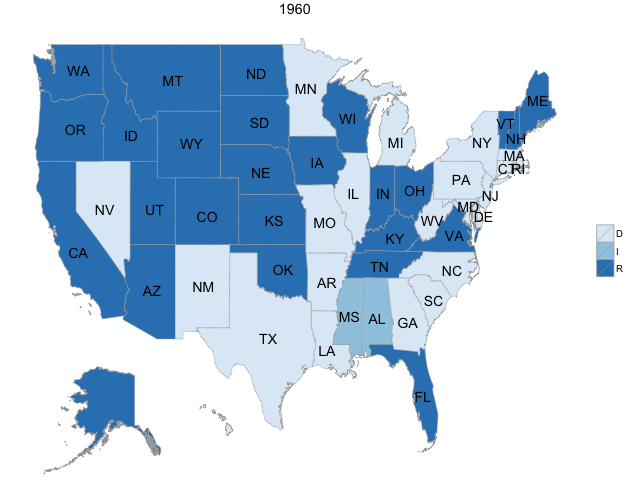 1960
WA
MT
ND
MN
ME
OR
ID
WY
SD
WI
VT
NH
MI
NY
MA
CT
RI
IA
NE
PA
NV
UT
CO
KS
MO
IL
IN
OH
NJ
WV
MD
DE
VA
KY
CA
AZ
NM
OK
AR
TN
NC
SC
TX
LA
MS
AL
GA
FL
D
I
R